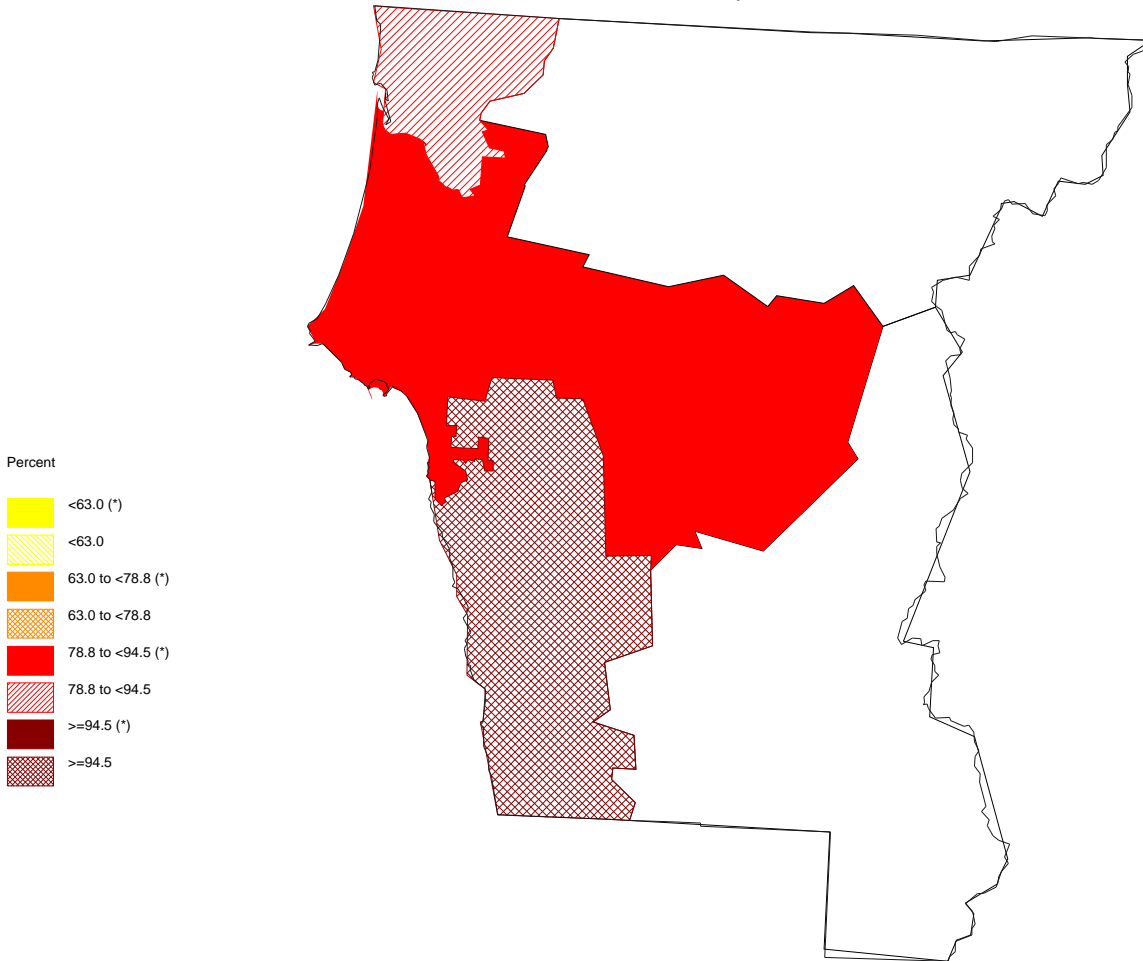 Percent
<63.0 (*)
<63.0
63.0 to <78.8 (*)
63.0 to <78.8
78.8 to <94.5 (*)
78.8 to <94.5
>=94.5 (*)
>=94.5